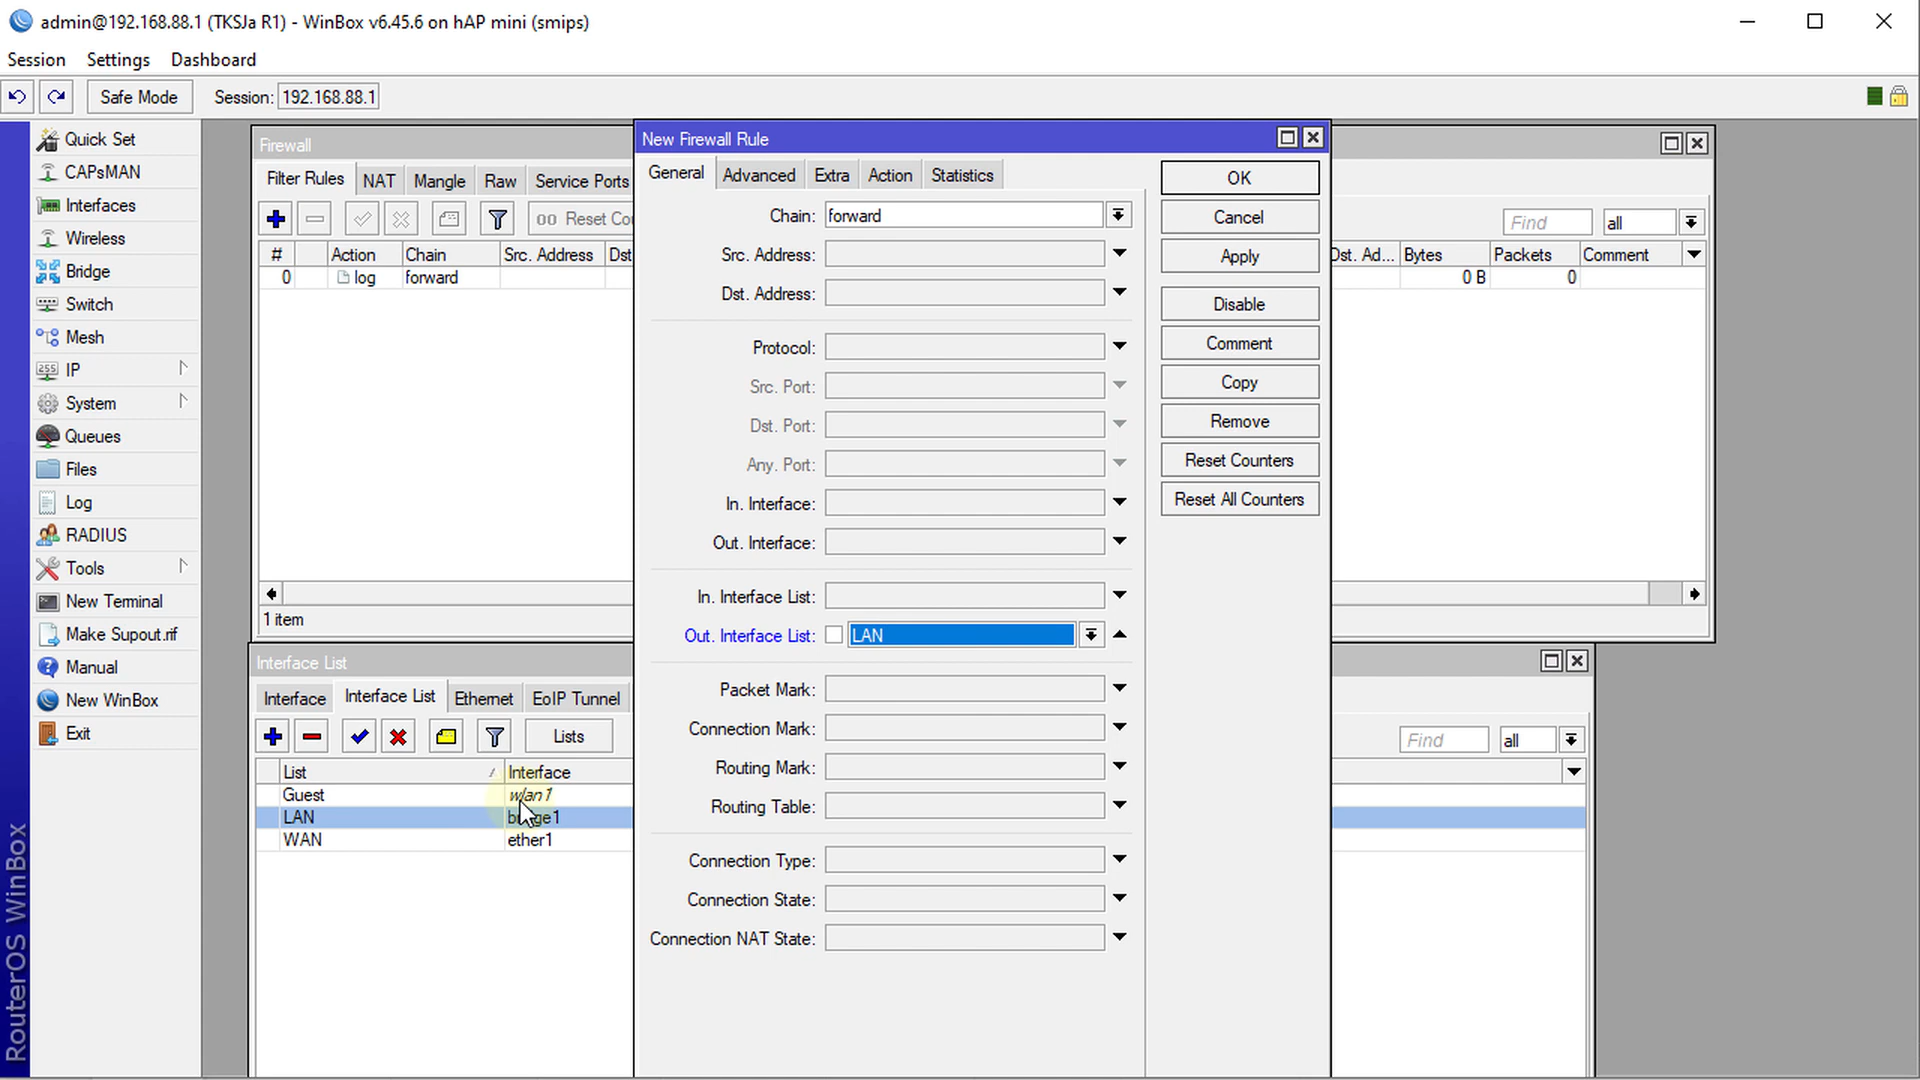 admin@192.168.88.1 (TKSJa R1) - WinBox v6.45.6 on hAP mini (smips)
Session Settings Dashboard
Safe Mode Session: 192.168.88.1
Quick Set
CAPsMAN
Interfaces
Wireless
Bridge
Switch
Mesh
IP
System
Queues
Files
Log
RADIUS
Tools
New Terminal
Make Supout.rif
Manual
New WinBox
Exit
RouterOS WinBox
Firewall
Filter Rules NAT Mangle Raw Service Ports
Reset Co
Find all
# Action Chain Src. Address Dst
Dst. Ad... Bytes Packets Comment
0 log forward
0 B 0
1 item
New Firewall Rule
General Advanced Extra Action Statistics
Chain: forward
Src. Address:
Dst. Address:
Protocol:
Src. Port:
Dst. Port:
Any. Port:
In. Interface:
Out. Interface:
In. Interface List:
Out. Interface List: LAN
Packet Mark:
Connection Mark:
Routing Mark:
Routing Table:
Connection Type:
Connection State:
Connection NAT State:
OK
Cancel
Apply
Disable
Comment
Copy
Remove
Reset Counters
Reset All Counters
Interface List
Interface Interface List Ethernet EoIP Tunnel
Lists
Find all
List Interface
Guest wlan1
LAN
WAN ether1